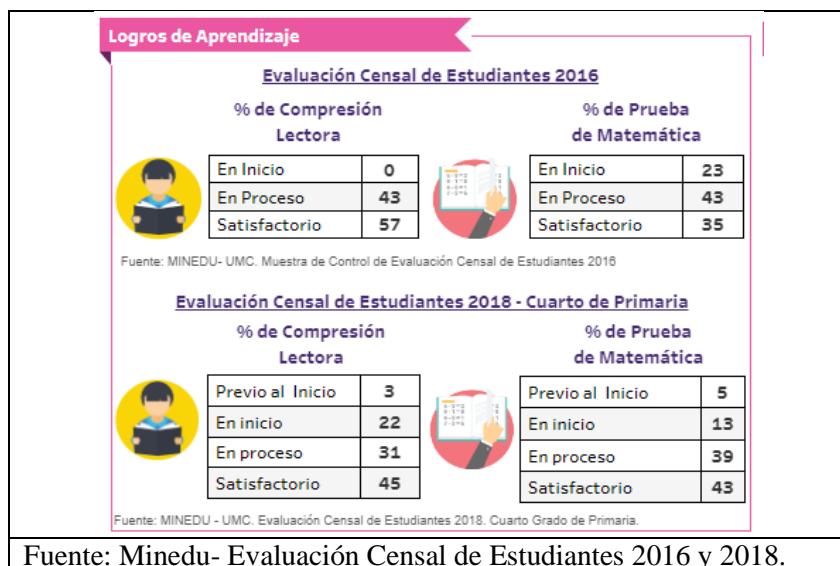 Logros de Aprendizaje
Evaluación Censal de Estudiantes 2016
% de Compresión
Lectora
En Inicio 0
En Proceso 43
Satisfactorio 57
% de Prueba
de Matemática
En Inicio 23
En Proceso 43
Satisfactorio 35
Fuente: MINEDU- UMC. Muestra de Control de Evaluación Censal de Estudiantes 2016
Evaluación Censal de Estudiantes 2018 - Cuarto de Primaria
% de Compresión
Lectora
Previo al Inicio 3
En inicio 22
En proceso 31
Satisfactorio 45
% de Prueba
de Matemática
Previo al Inicio 5
En inicio 13
En proceso 39
Satisfactorio 43
Fuente: MINEDU - UMC. Evaluación Censal de Estudiantes 2018. Cuarto Grado de Primaria.
Fuente: Minedu- Evaluación Censal de Estudiantes 2016 y 2018.